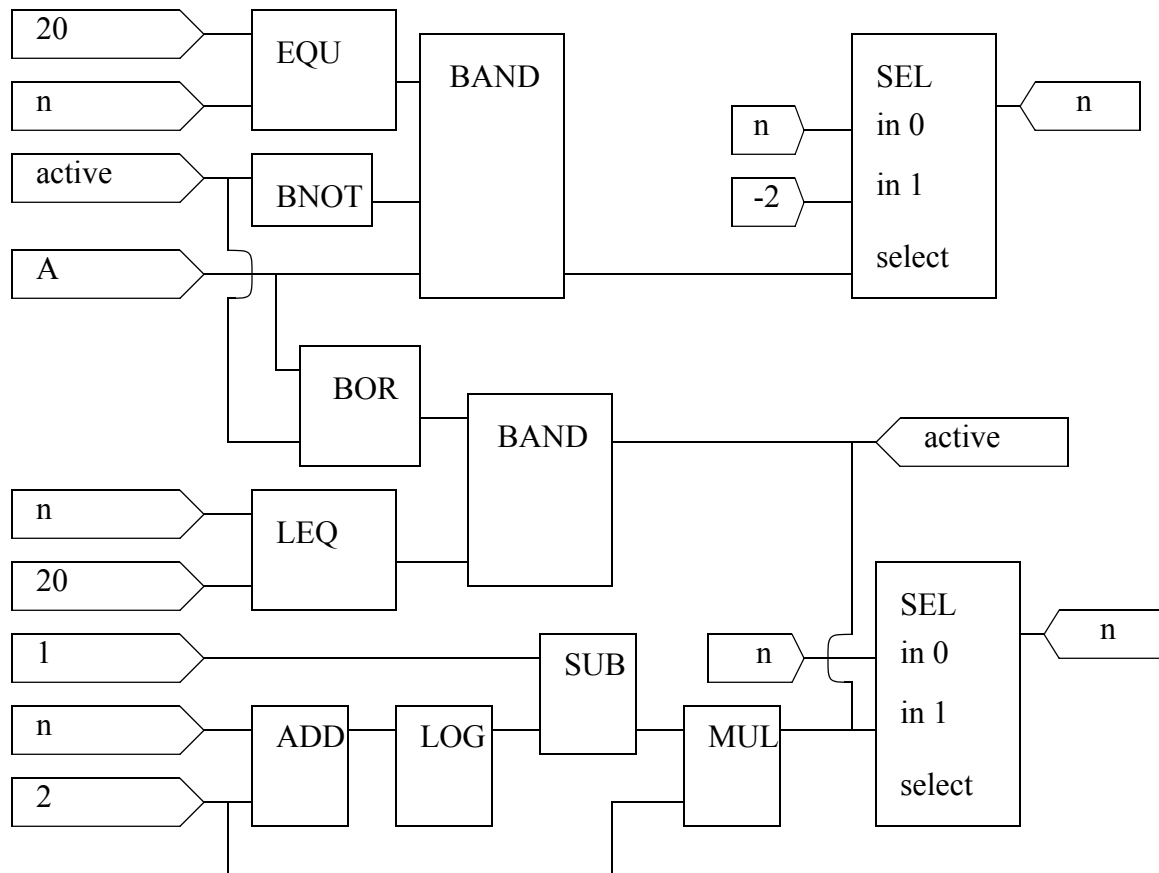 20
EQU
BAND
SEL
n
n
n
in 0
active
BNOT
-2
in 1
A
select
BOR
BAND
active
n
LEQ
20
SEL
1
SUB
n
in 0
n
n
ADD
LOG
MUL
in 1
2
select